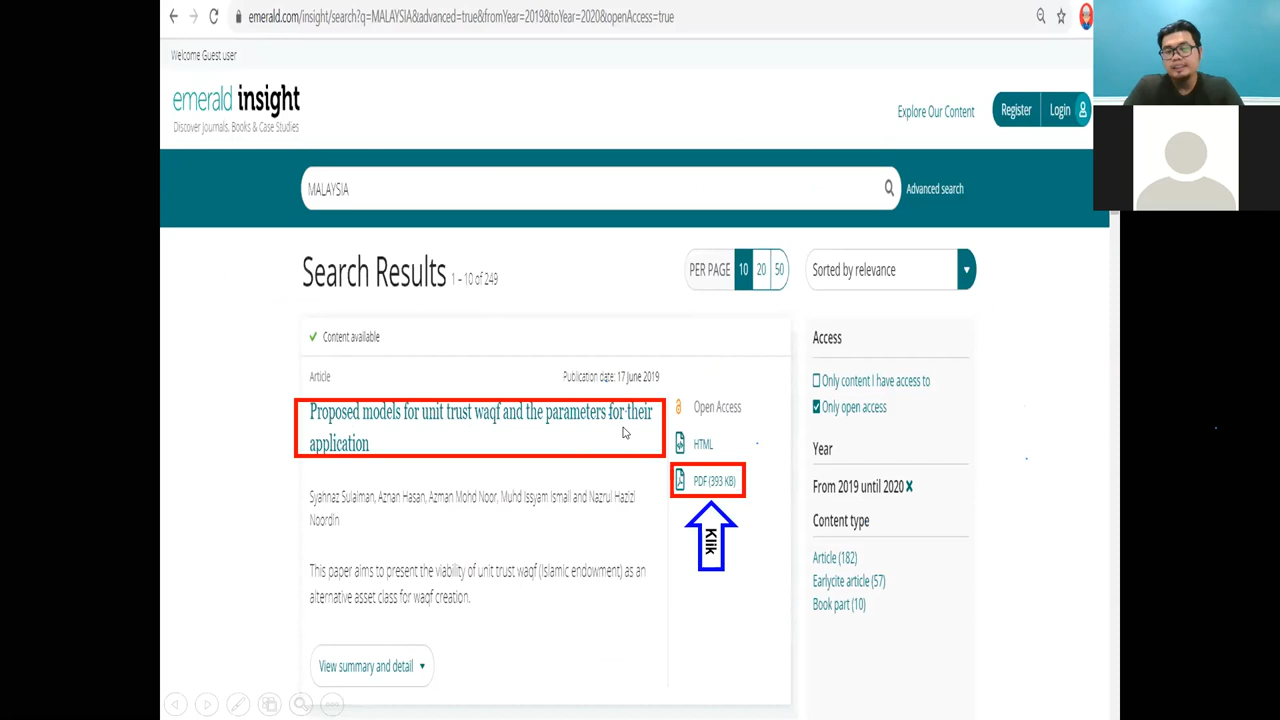 emerald.com/insight/search?q=MALAYSIA&advanced=true&fromYear=2019&toYear=2020&openAccess=true
Welcome Guest user
emerald insight
Discover Journals, Books & Case Studies
Explore Our Content
Register
Login
MALAYSIA
Advanced search
Search Results 1 – 10 of 249
PER PAGE 10 20 50
Sorted by relevance
Content available
Article
Publication date: 17 June 2019
Proposed models for unit trust waqf and the parameters for their
application
Open Access
HTML
PDF (393 KB)
Klik
Syahnaz Sulaiman, Aznan Hasan, Azman Mohd Noor, Muhd Issyam Ismail and Nazrul Hazizi
Noordin
This paper aims to present the viability of unit trust waqf (Islamic endowment) as an
alternative asset class for waqf creation.
View summary and detail
Access
Only content I have access to
Only open access
Year
From 2019 until 2020
Content type
Article (182)
Earlycite article (57)
Book part (10)